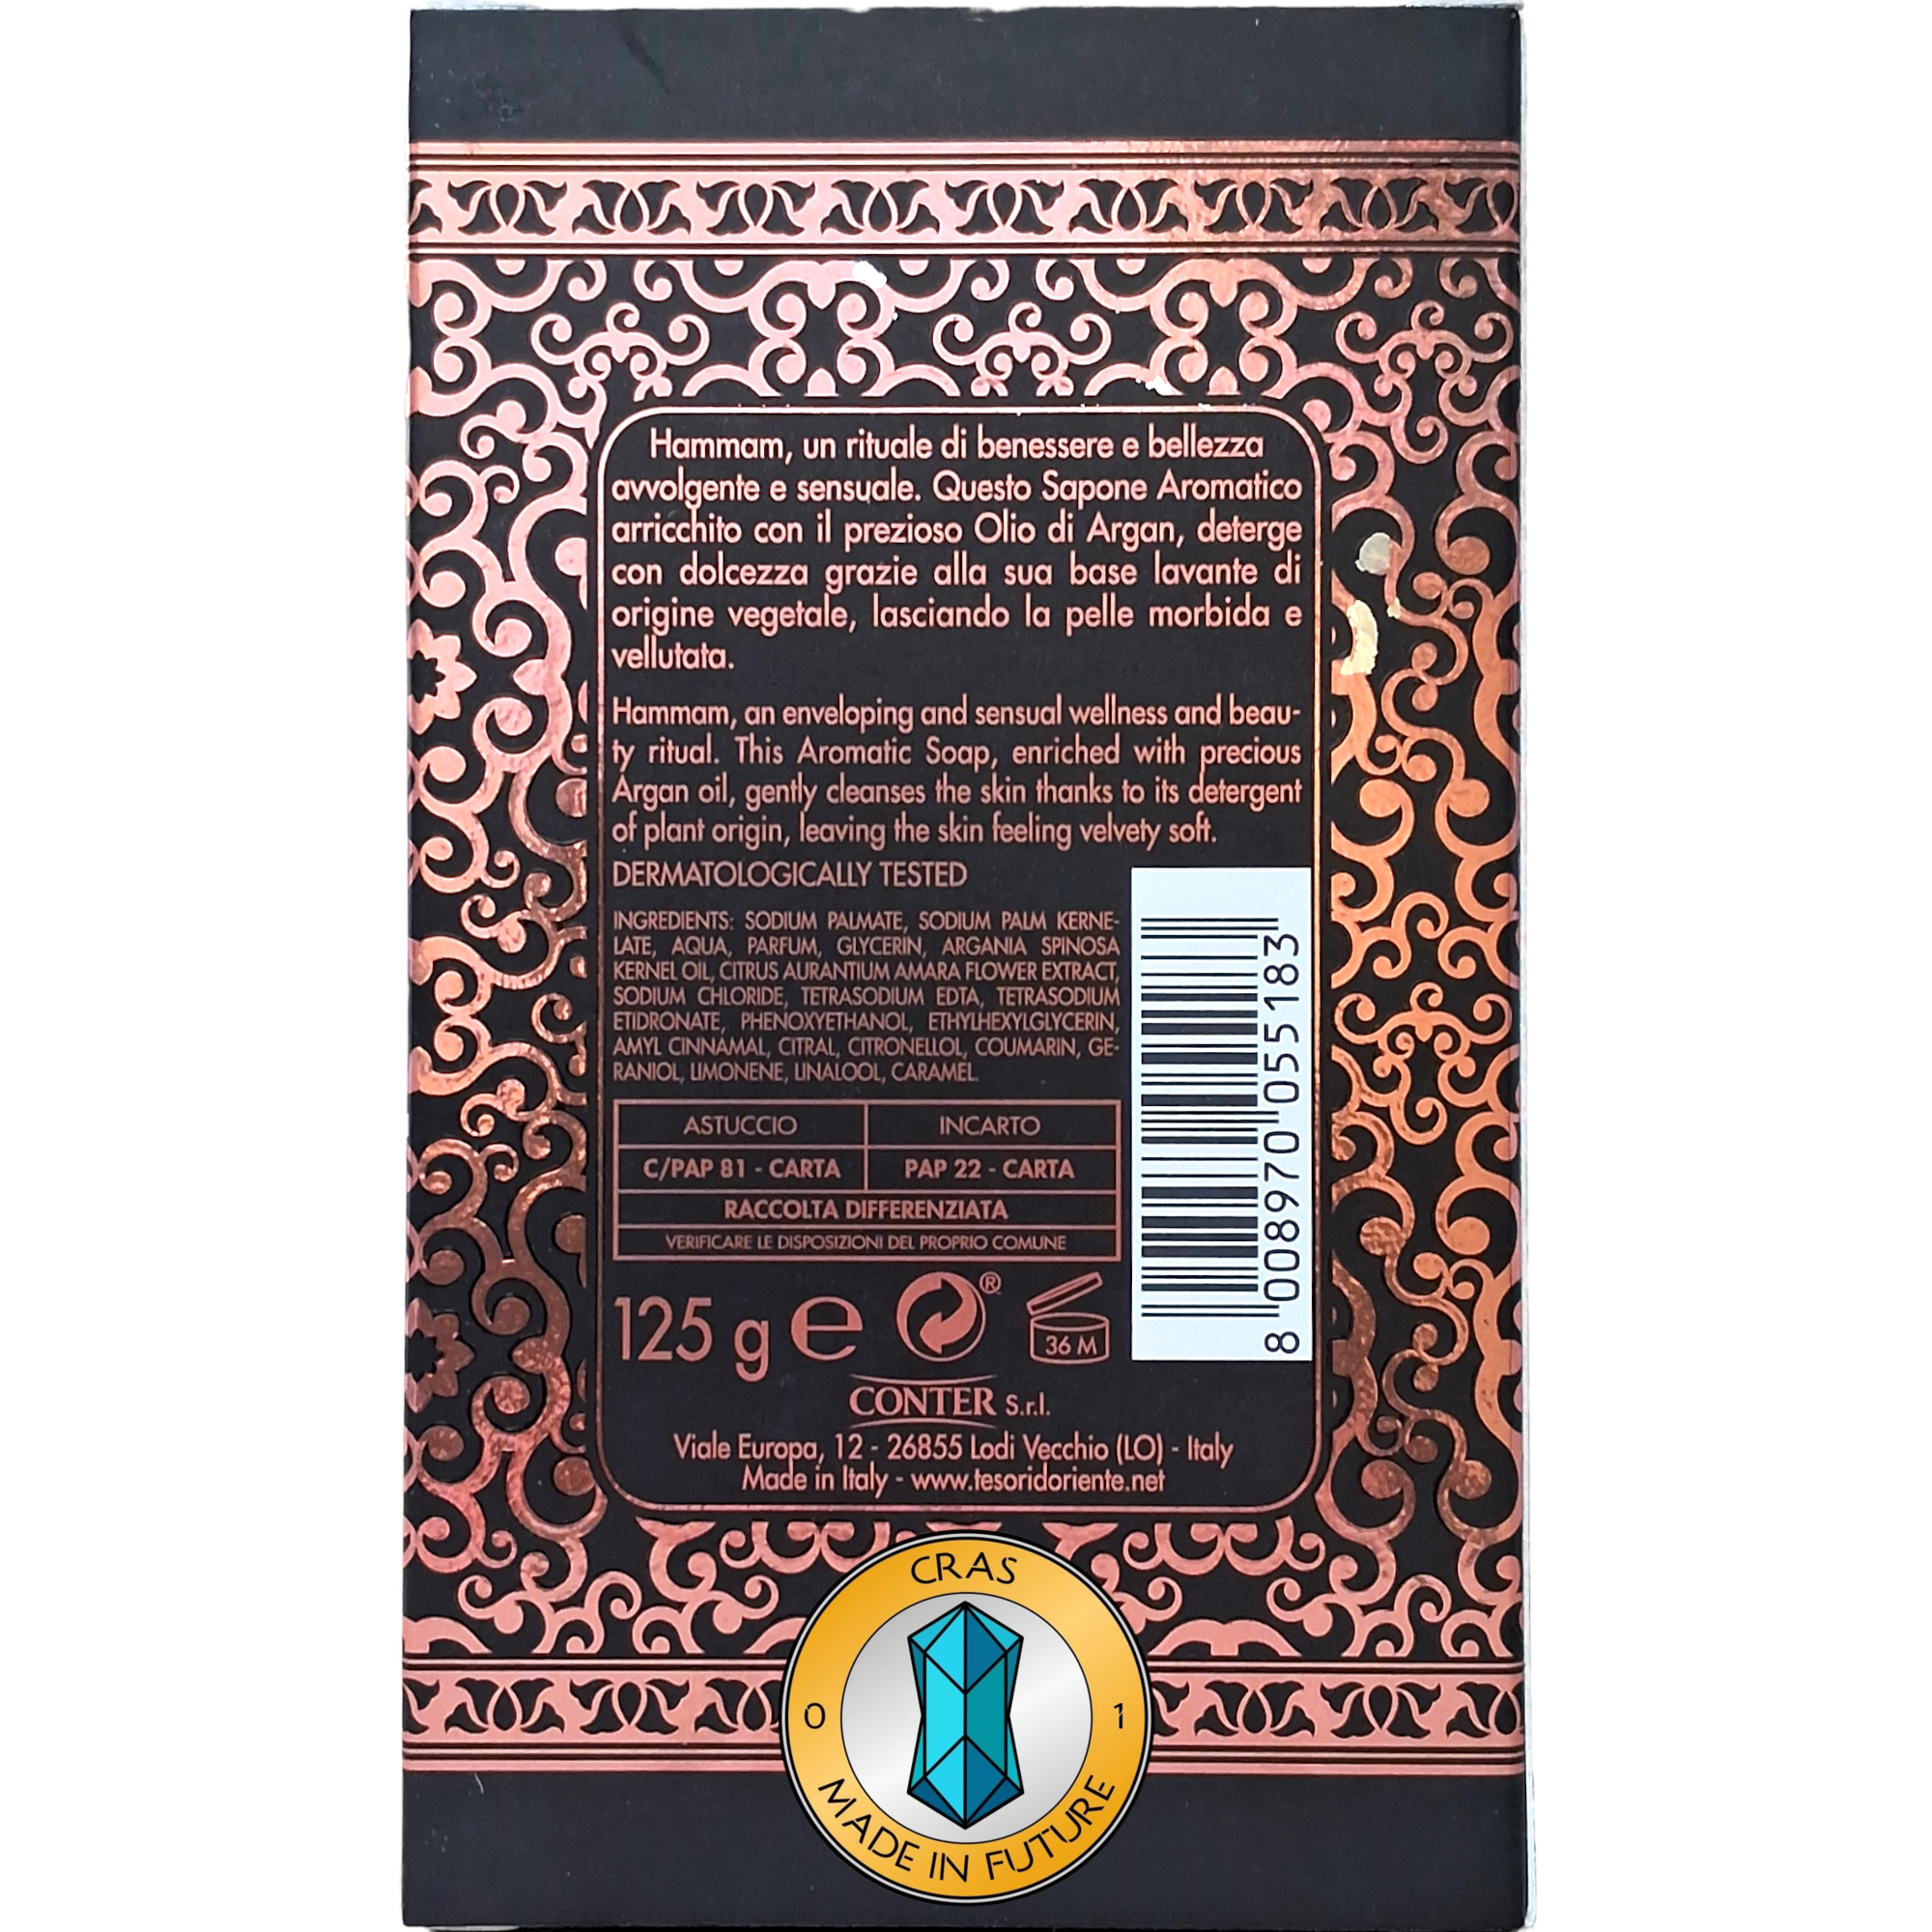 Hammam, un rituale di benessere e bellezza
avvolgente e sensuale. Questo Sapone Aromatico
arricchito con il prezioso Olio di Argan, deterge
con dolcezza grazie alla sua base lavante di
origine vegetale, lasciando la pelle morbida e
vellutata.
Hammam, an enveloping and sensual wellness and beau-
ty ritual. This Aromatic Soap, enriched with precious
Argan oil, gently cleanses the skin thanks to its detergent
of plant origin, leaving the skin feeling velvety soft.
DERMATOLOGICALLY TESTED
INGREDIENTS: SODIUM PALMATE, SODIUM PALM KERNE-
LATE, AQUA, PARFUM, GLYCERIN, ARGANIA SPINOSA
KERNEL OIL, CITRUS AURANTIUM AMARA FLOWER EXTRACT,
SODIUM CHLORIDE, TETRASODIUM EDTA, TETRASODIUM
ETIDRONATE, PHENOXYETHANOL, ETHYLHEXYLGLYCERIN,
AMYL CINNAMAL, CITRAL, CITRONELLOL, COUMARIN, GE-
RANIOL, LIMONENE, LINALOOL, CARAMEL.
ASTUCCIO INCARTO
C/PAP 81 - CARTA PAP 22 - CARTA
RACCOLTA DIFFERENZIATA
VERIFICARE LE DISPOSIZIONI DEL PROPRIO COMUNE
8 008970 055183
125 g e ® 36 M
CONTER S.r.l.
Viale Europa, 12 - 26855 Lodi Vecchio (LO) - Italy
Made in Italy - www.tesoridoriente.net
CRAS
0 1
MADE IN FUTURE